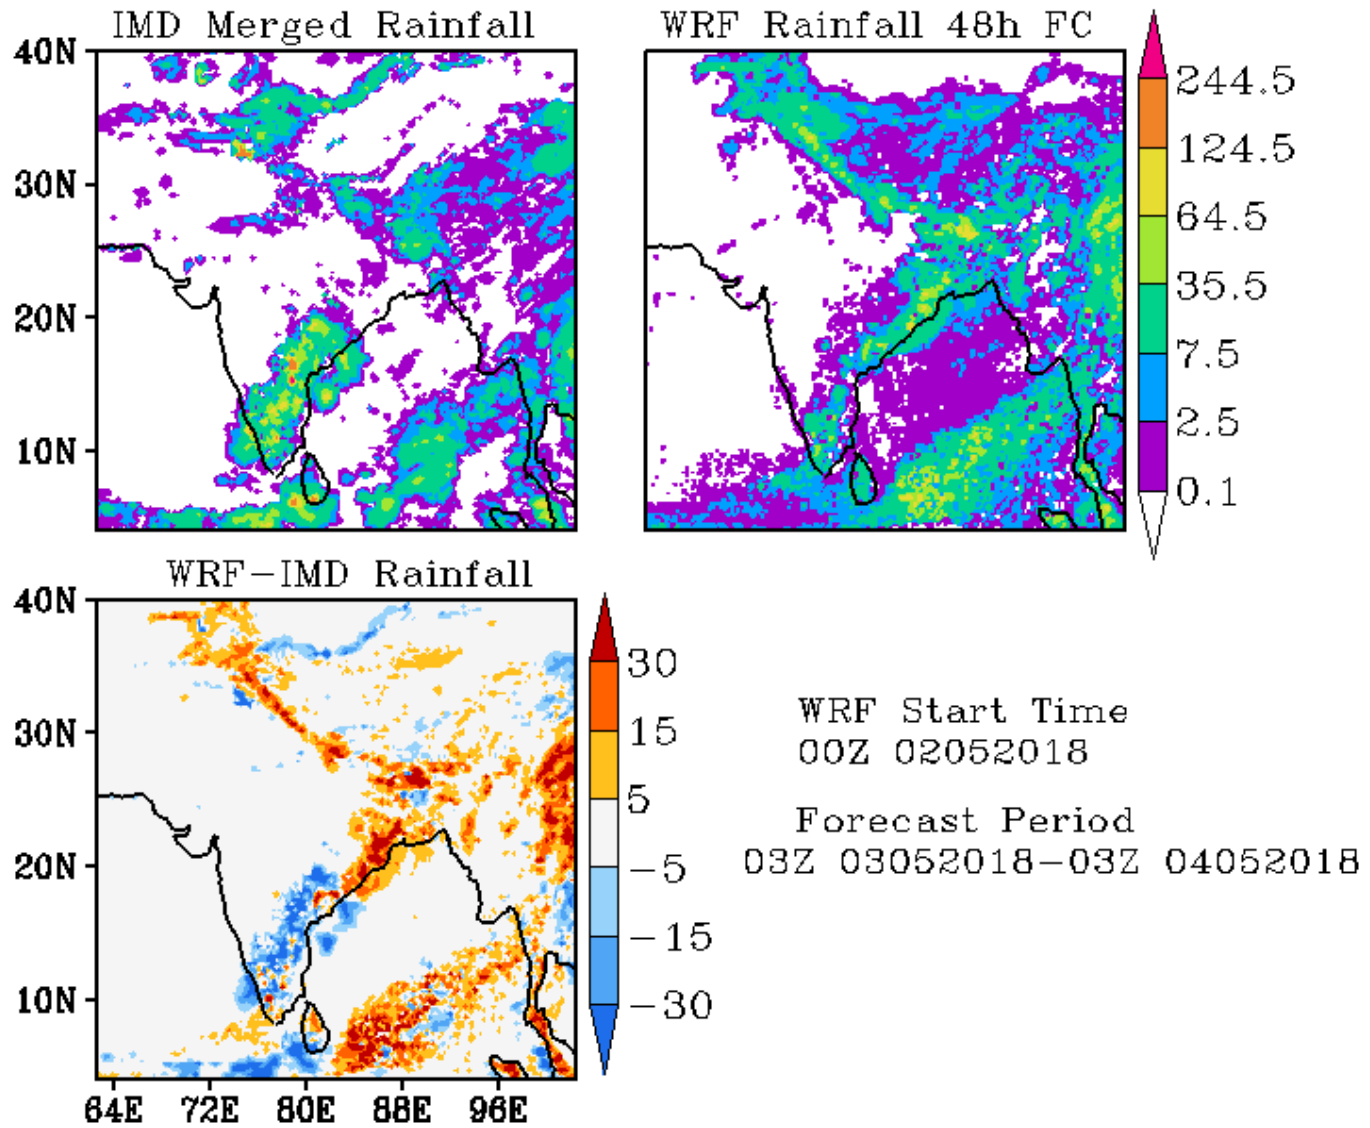 IMD Merged Rainfall
WRF Rainfall 48h FC
40N
30N
20N
10N
244.5
124.5
64.5
35.5
7.5
2.5
0.1
WRF-IMD Rainfall
40N
30N
20N
10N
64E 72E 80E 88E 96E
30
15
5
-5
-15
-30
WRF Start Time
00Z 02052018
Forecast Period
03Z 03052018-03Z 04052018